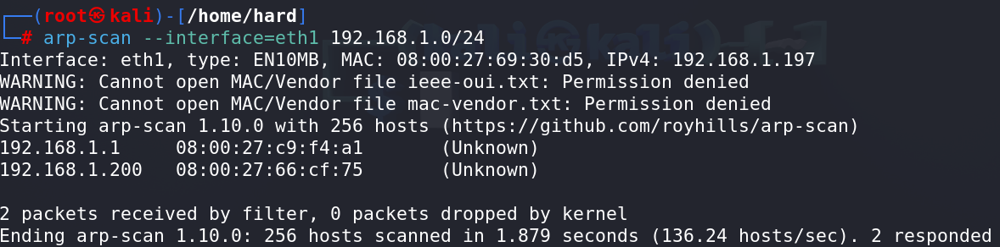 ┌──(root㉿kali)-[/home/hard]
└─# arp-scan --interface=eth1 192.168.1.0/24
Interface: eth1, type: EN10MB, MAC: 08:00:27:69:30:d5, IPv4: 192.168.1.197
WARNING: Cannot open MAC/Vendor file ieee-oui.txt: Permission denied
WARNING: Cannot open MAC/Vendor file mac-vendor.txt: Permission denied
Starting arp-scan 1.10.0 with 256 hosts (https://github.com/royhills/arp-scan)
192.168.1.1	08:00:27:c9:f4:a1	(Unknown)
192.168.1.200	08:00:27:66:cf:75	(Unknown)

2 packets received by filter, 0 packets dropped by kernel
Ending arp-scan 1.10.0: 256 hosts scanned in 1.879 seconds (136.24 hosts/sec). 2 responded